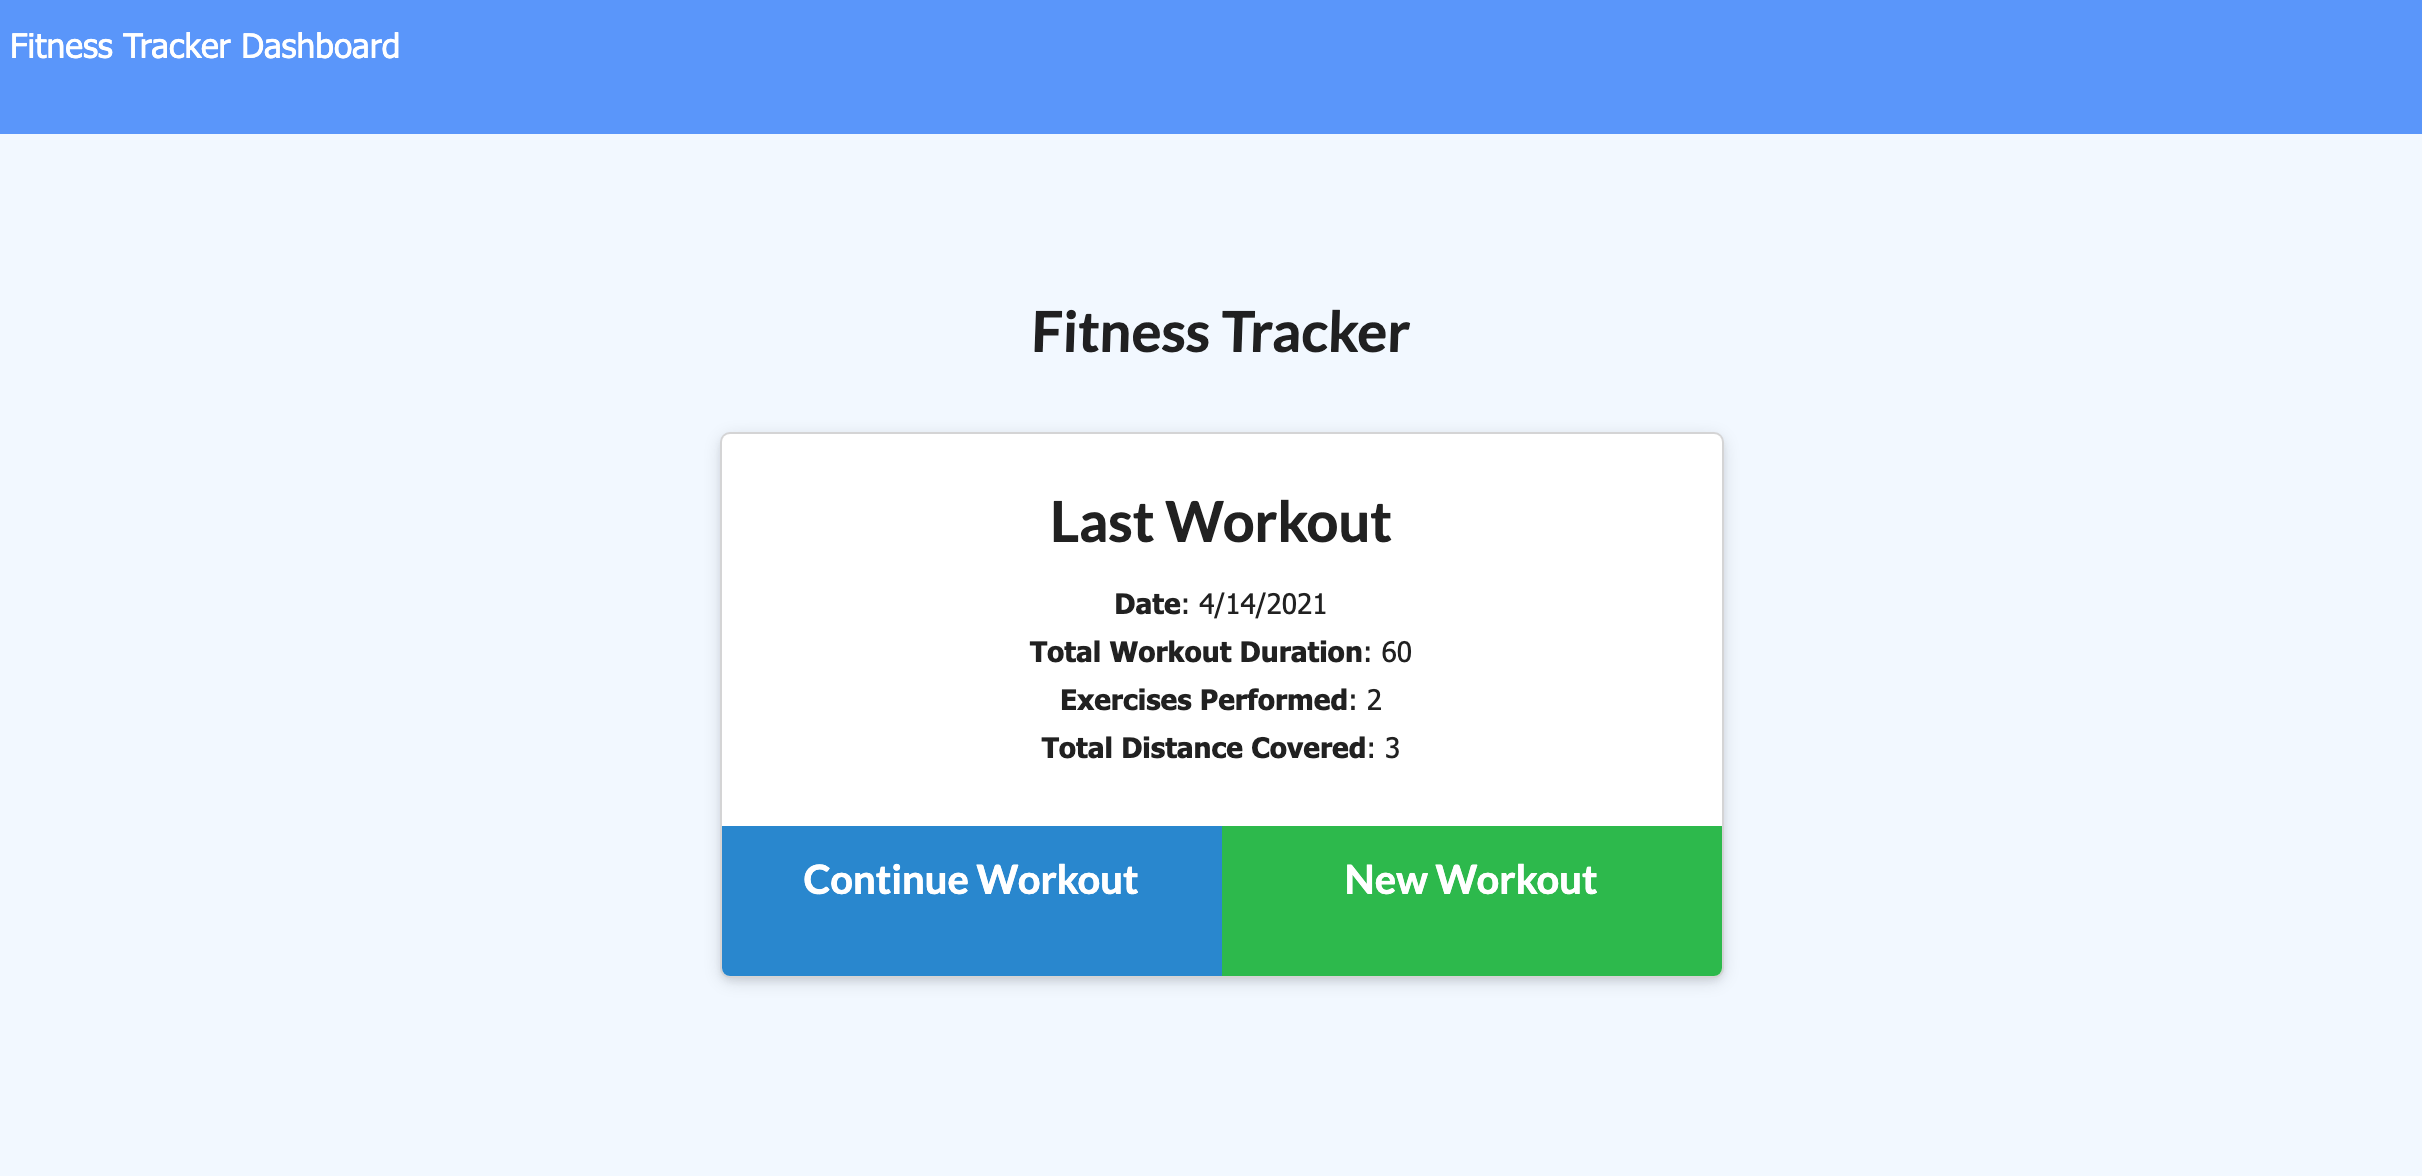 Fitness Tracker Dashboard
Fitness Tracker
Last Workout
Date: 4/14/2021
Total Workout Duration: 60
Exercises Performed: 2
Total Distance Covered: 3
Continue Workout
New Workout